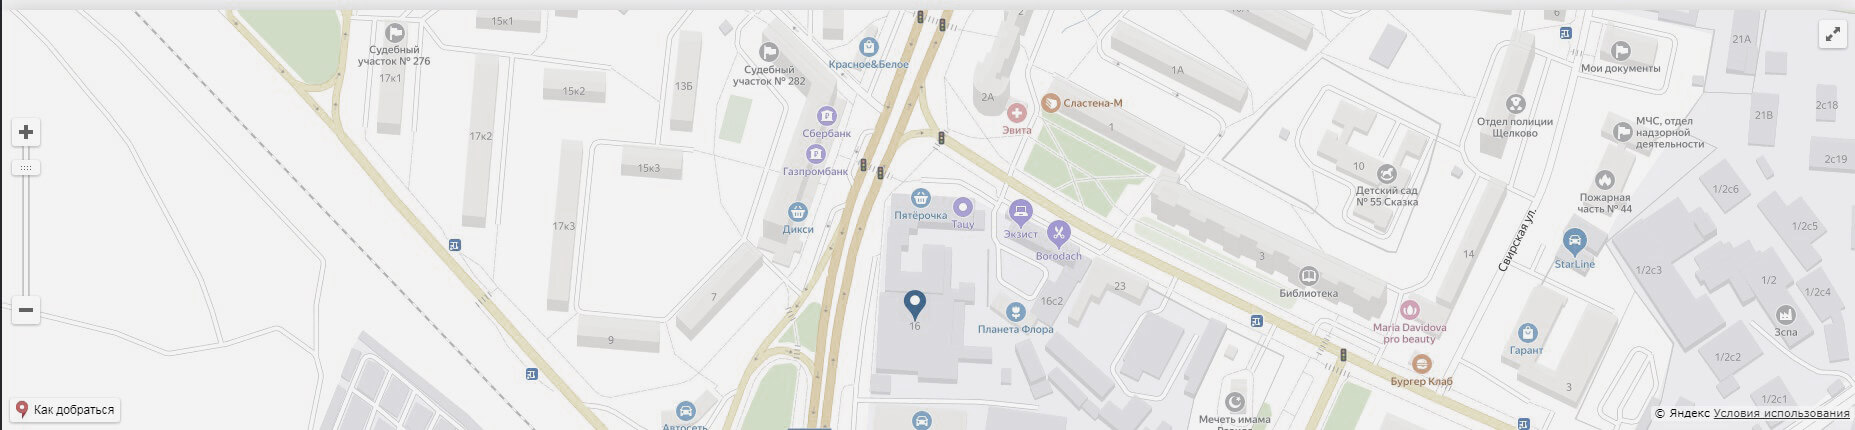 15к1
Судебный
участок № 276
17к1
15к2
13Б
17к2
15к3
17к3
9
7
Судебный
участок № 282
Красное&Белое
Сбербанк
Газпромбанк
Дикси
Пятёрочка
Тацу
Экзист
Borodach
16
16с2
23
Планета Флора
Автосеть
2А
Эвита
Сластена-М
1
1А
6
10
Детский сад
№ 55 Сказка
3
Библиотека
14
Свирская ул.
Мои документы
Отдел полиции
Щелково
МЧС, отдел
надзорной
деятельности
Пожарная
часть № 44
StarLine
Maria Davidova
pro beauty
Бургер Клаб
Гарант
3
Мечеть имама
21А
21В
2с18
2с19
1/2с6
1/2с5
1/2с3
1/2
1/2с4
Зспа
1/2с2
1/2с1
Как добраться
© Яндекс Условия использования